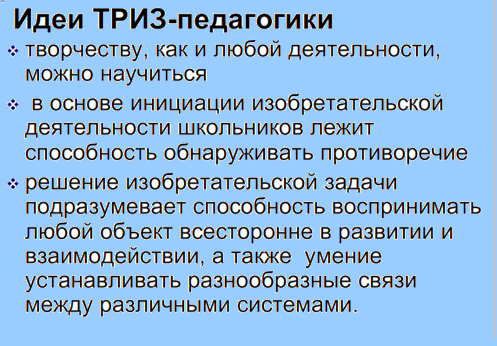 Идеи ТРИЗ-педагогики
❖ творчеству, как и любой деятельности,
можно научиться
❖ в основе инициации изобретательской
деятельности школьников лежит
способность обнаруживать противоречие
❖ решение изобретательской задачи
подразумевает способность воспринимать
любой объект всесторонне в развитии и
взаимодействии, а также умение
устанавливать разнообразные связи
между различными системами.